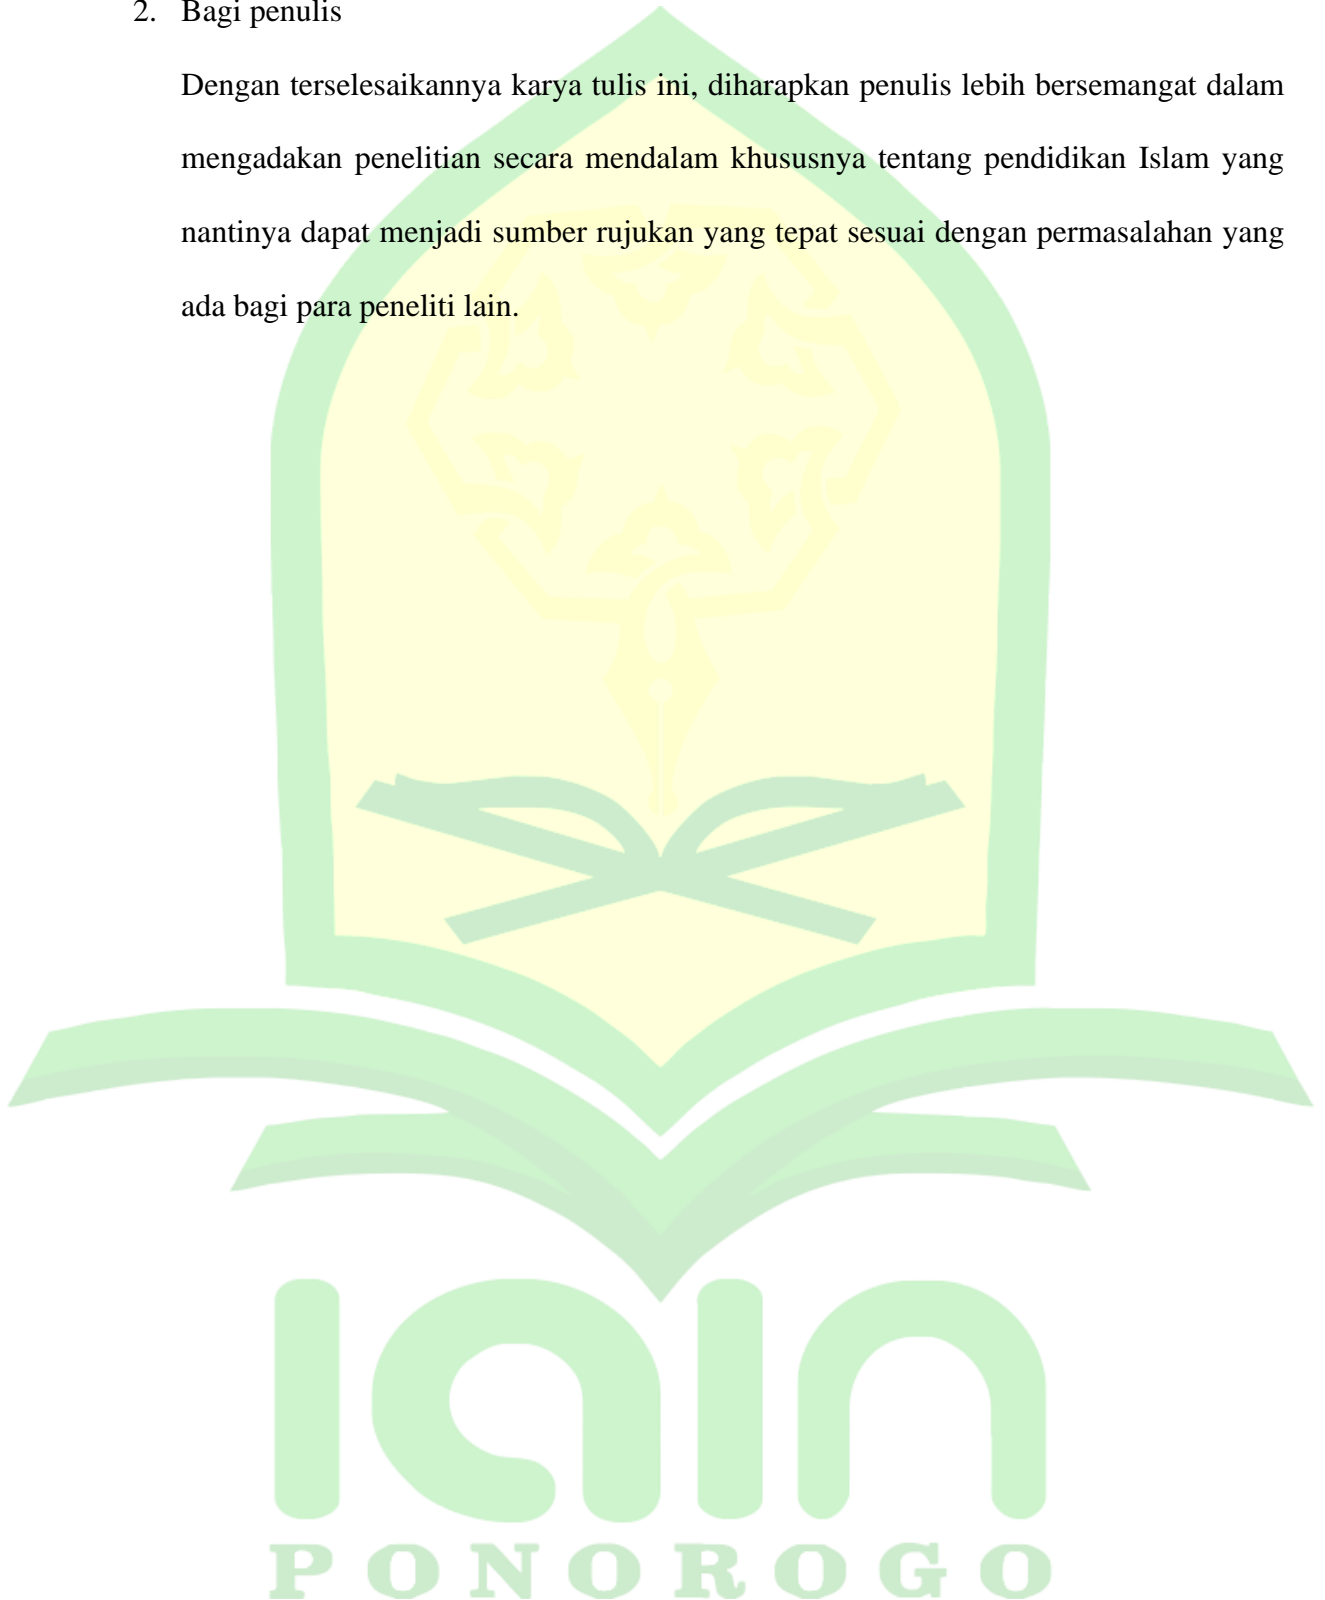 2. Bagi penulis
Dengan terselesaikannya karya tulis ini, diharapkan penulis lebih bersemangat dalam
mengadakan penelitian secara mendalam khususnya tentang pendidikan Islam yang
nantinya dapat menjadi sumber rujukan yang tepat sesuai dengan permasalahan yang
ada bagi para peneliti lain.
IAIN
PONOROGO